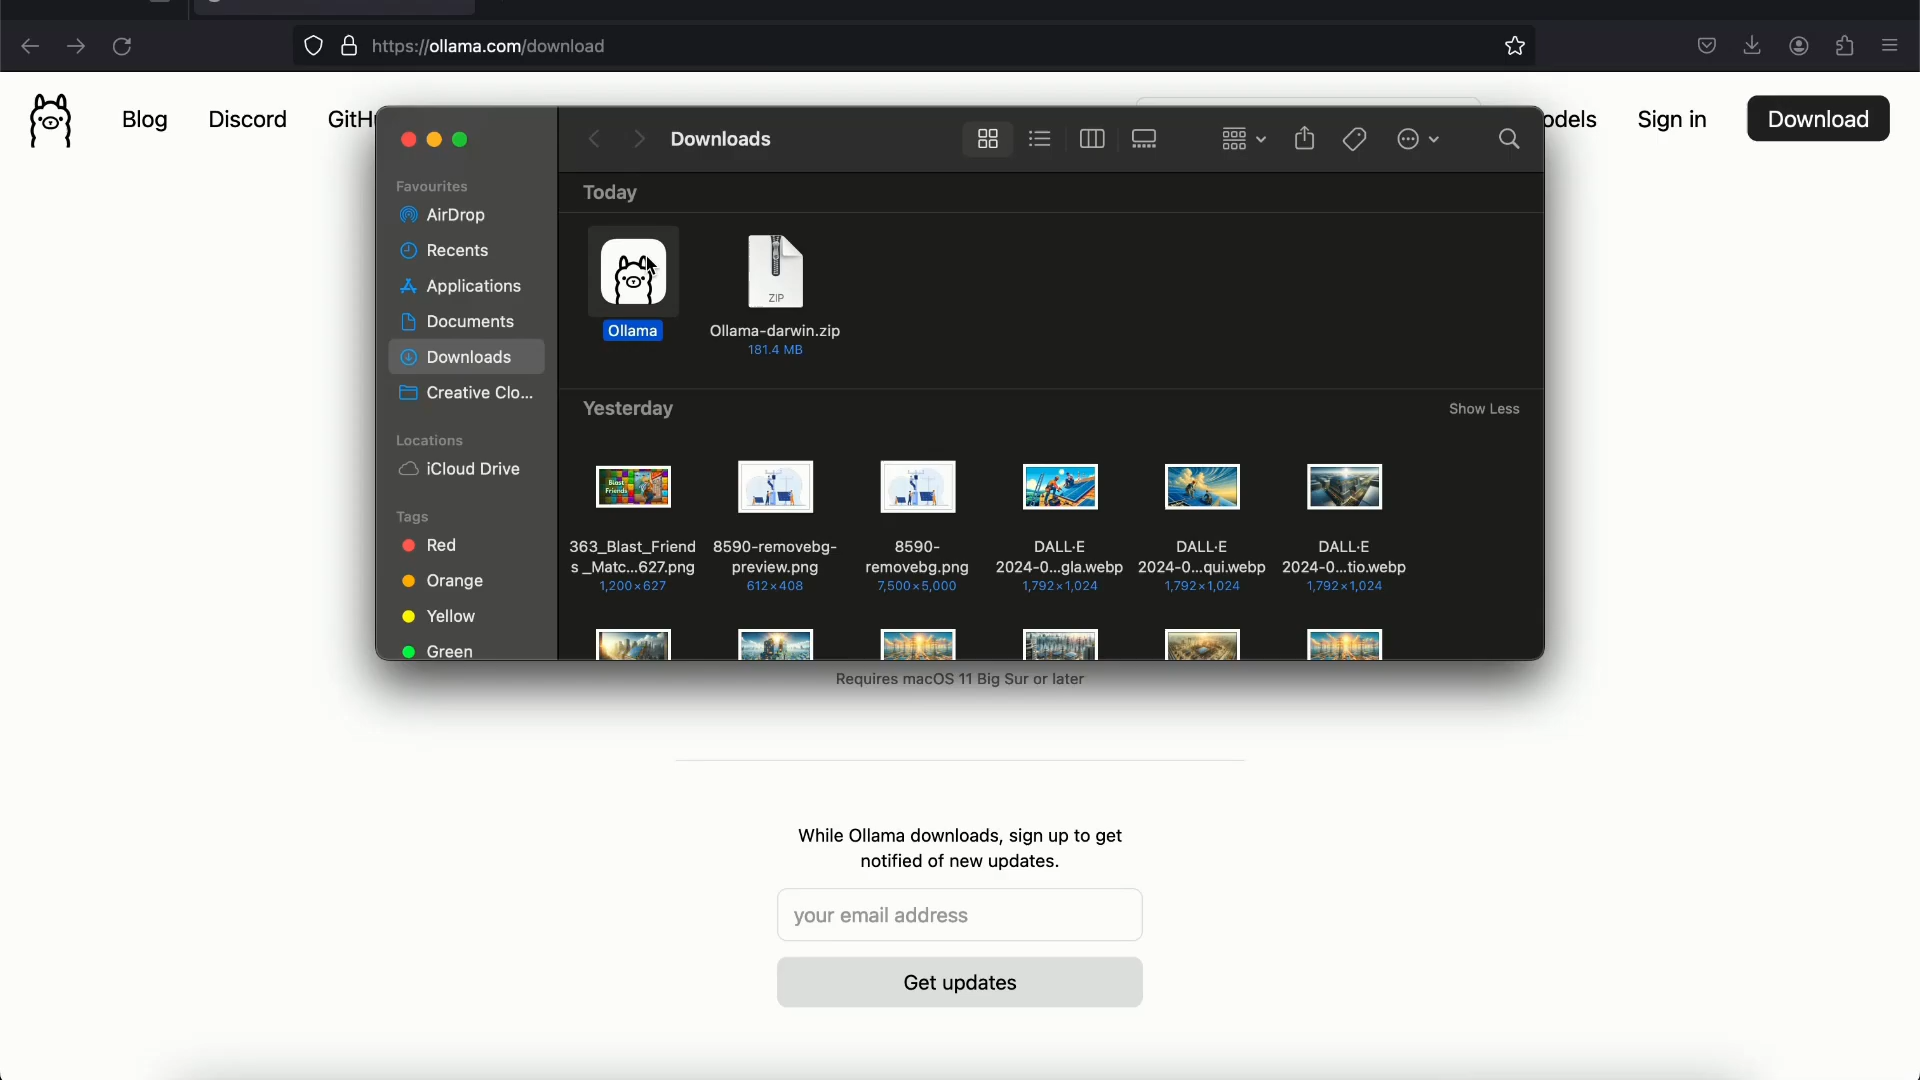 https://ollama.com/download
Blog
Discord
GitH
odels
Sign in
Download
Downloads
Favourites
AirDrop
Recents
Applications
Documents
Downloads
Creative Clo...
Locations
iCloud Drive
Tags
Red
Orange
Yellow
Green
Today
Ollama
ZIP
Ollama-darwin.zip
181.4 MB
Yesterday
Show Less
Blast
Friends
363_Blast_Friend
s_Matc...627.png
1,200×627
8590-removebg-
preview.png
612×408
8590-
removebg.png
7,500×5,000
DALL·E
2024-0...gla.webp
1,792×1,024
DALL·E
2024-0...qui.webp
1,792×1,024
DALL·E
2024-0...tio.webp
1,792×1,024
Requires macOS 11 Big Sur or later
While Ollama downloads, sign up to get
notified of new updates.
your email address
Get updates